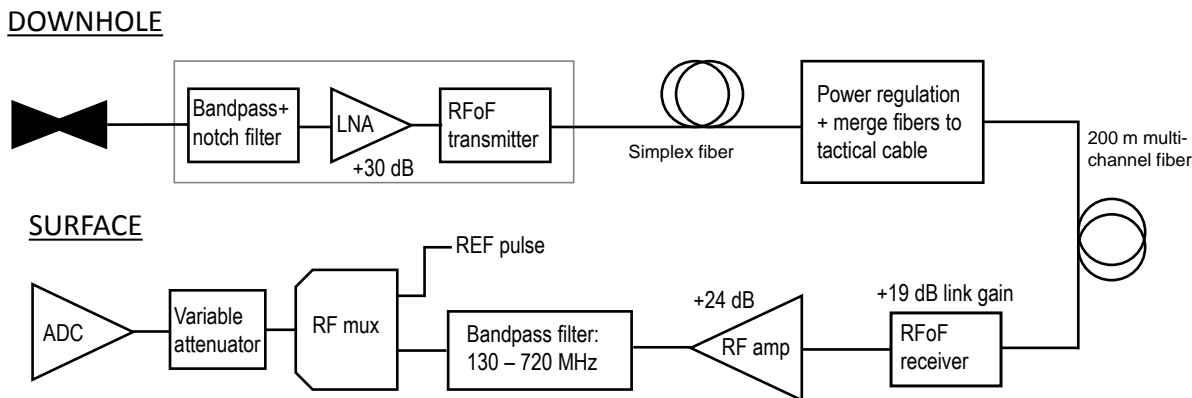 DOWNHOLE
Bandpass+
notch filter
LNA
+30 dB
RFoF
transmitter
Simplex fiber
Power regulation
+ merge fibers to
tactical cable
200 m multi-
channel fiber
SURFACE
ADC
Variable
attenuator
RF mux
REF pulse
Bandpass filter:
130 – 720 MHz
+24 dB
RF amp
+19 dB link gain
RFoF
receiver